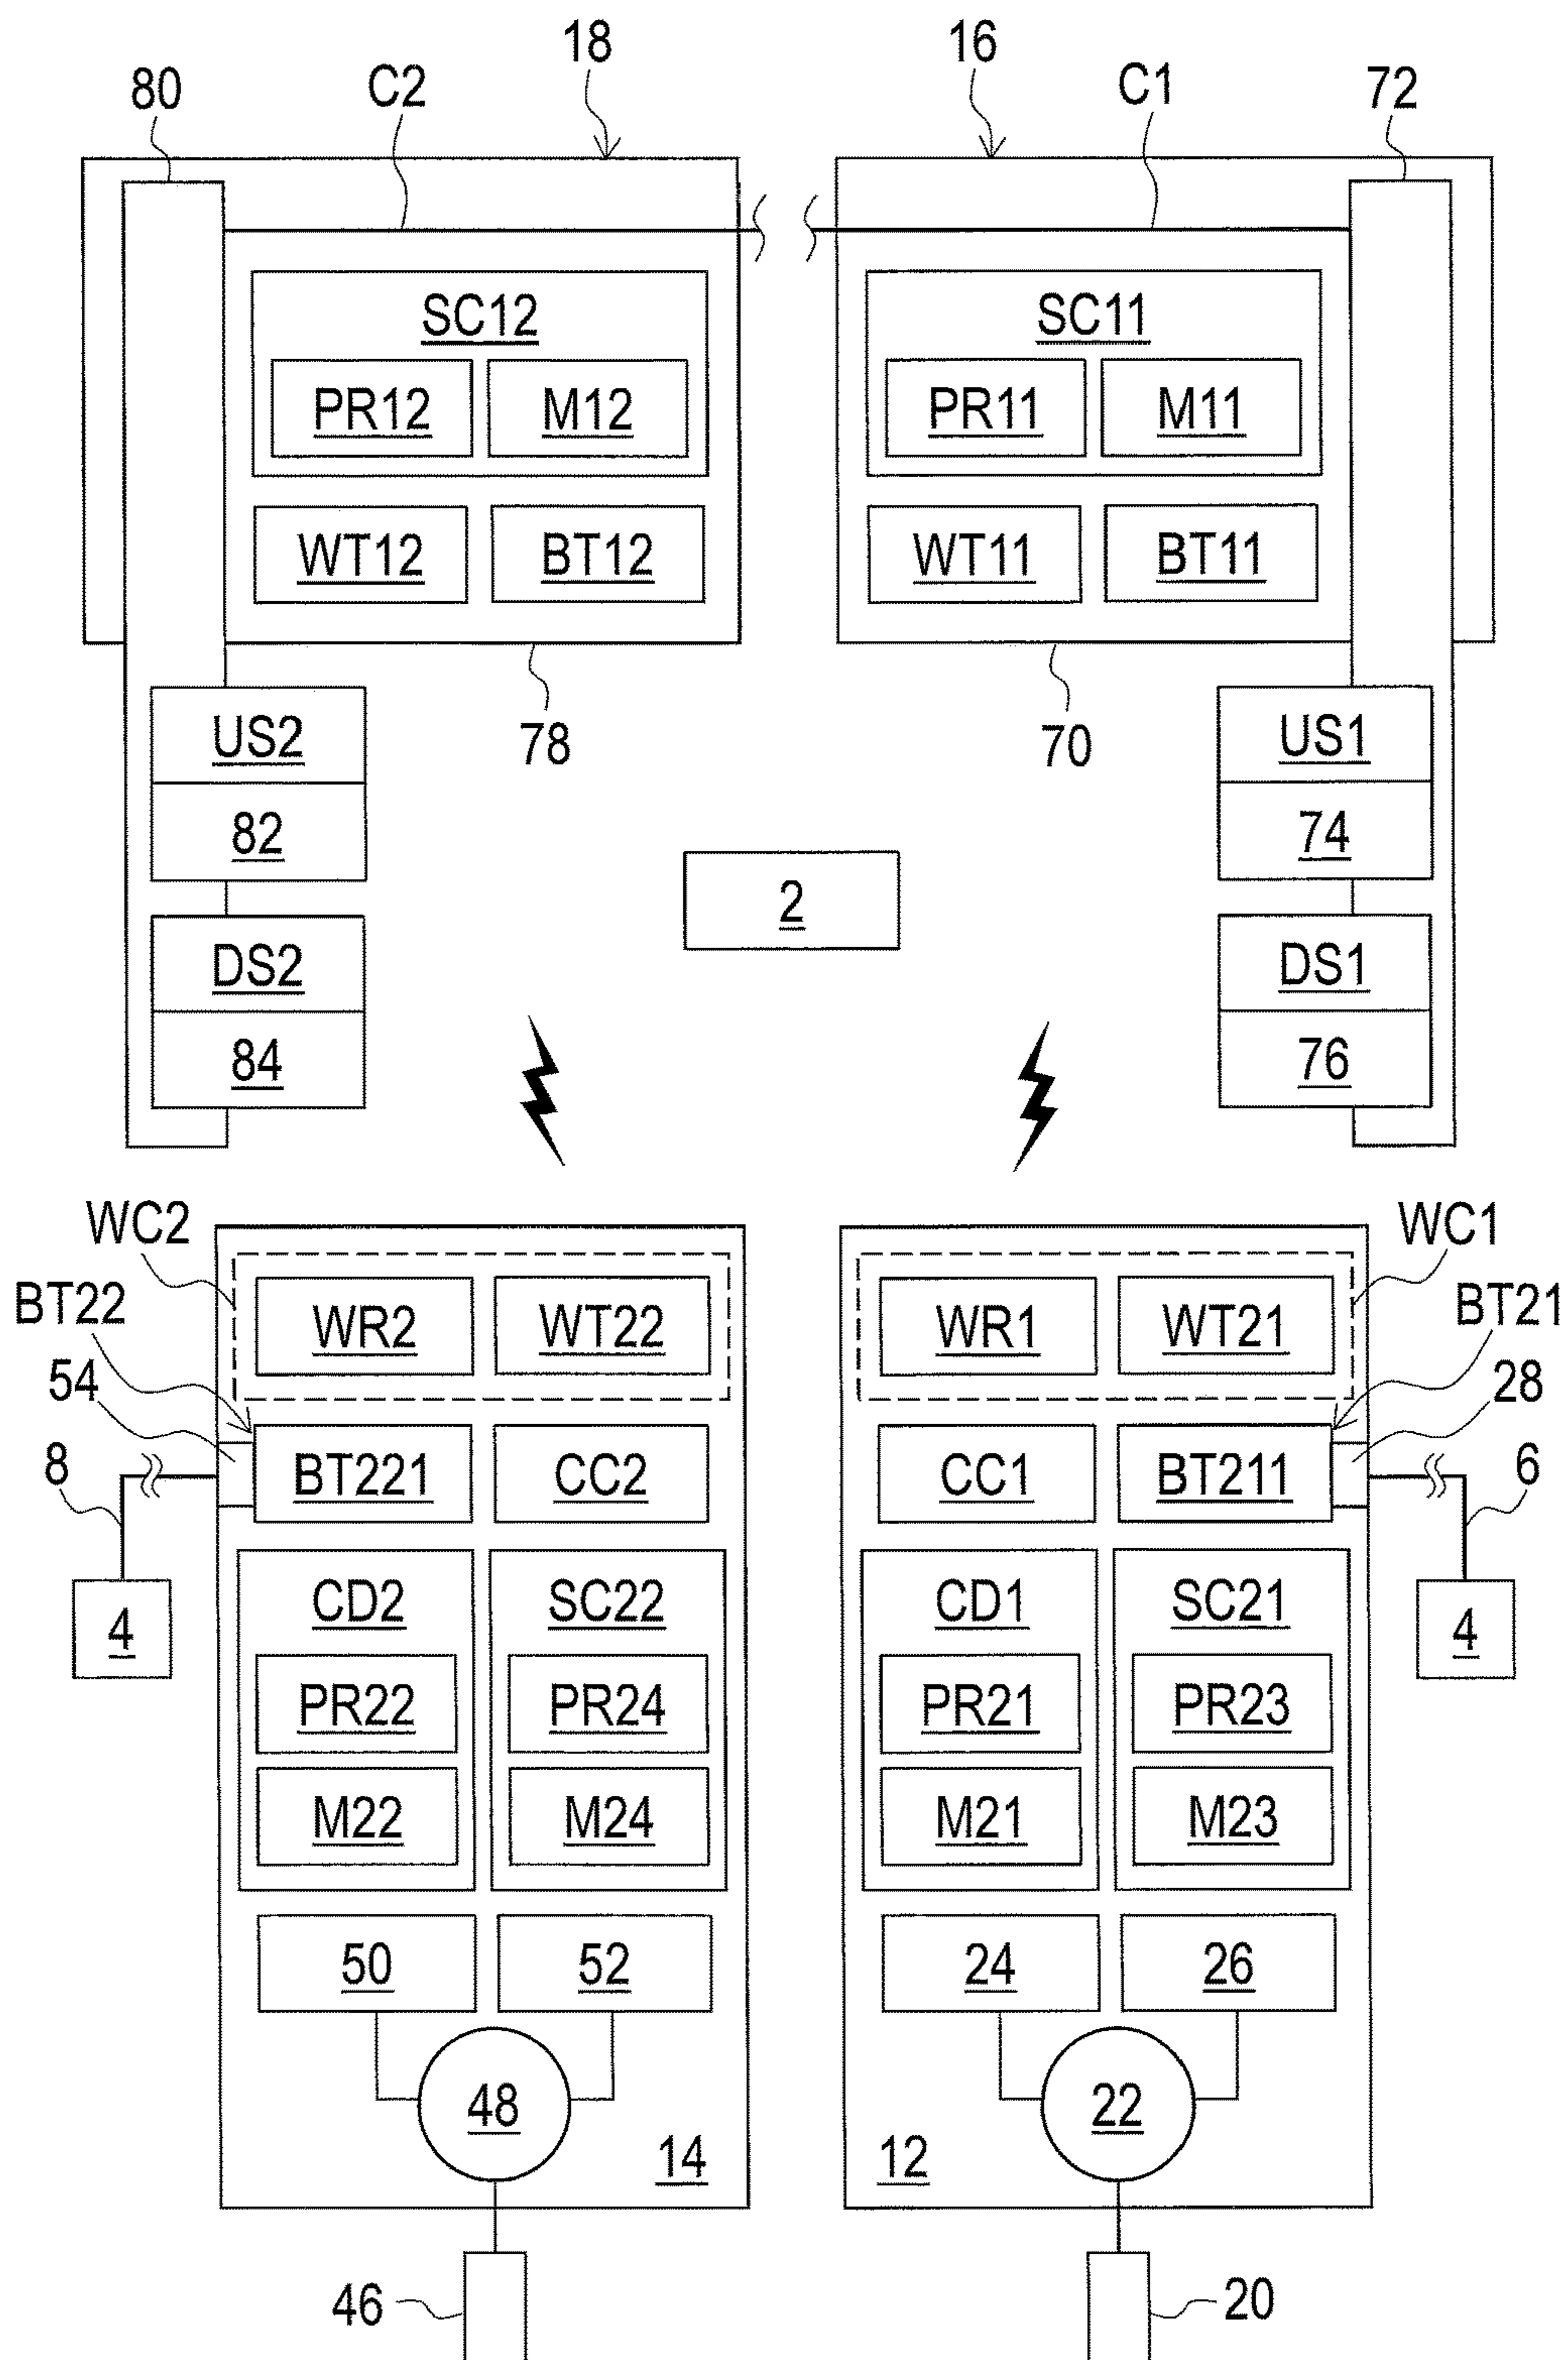 18 16
80 C2 C1 72
SC12 SC11
PR12 M12 PR11 M11
WT12 BT12 WT11 BT11
78 70
US2 US1
82 74
2
DS2 DS1
84 76
WC2 WC1
BT22 WR2 WT22 WR1 WT21 BT21
54 28
8 BT221 CC2 CC1 BT211 6
CD2 SC22 CD1 SC21
4 4
PR22 PR24 PR21 PR23
M22 M24 M21 M23
50 52 24 26
48 22
14 12
46 20